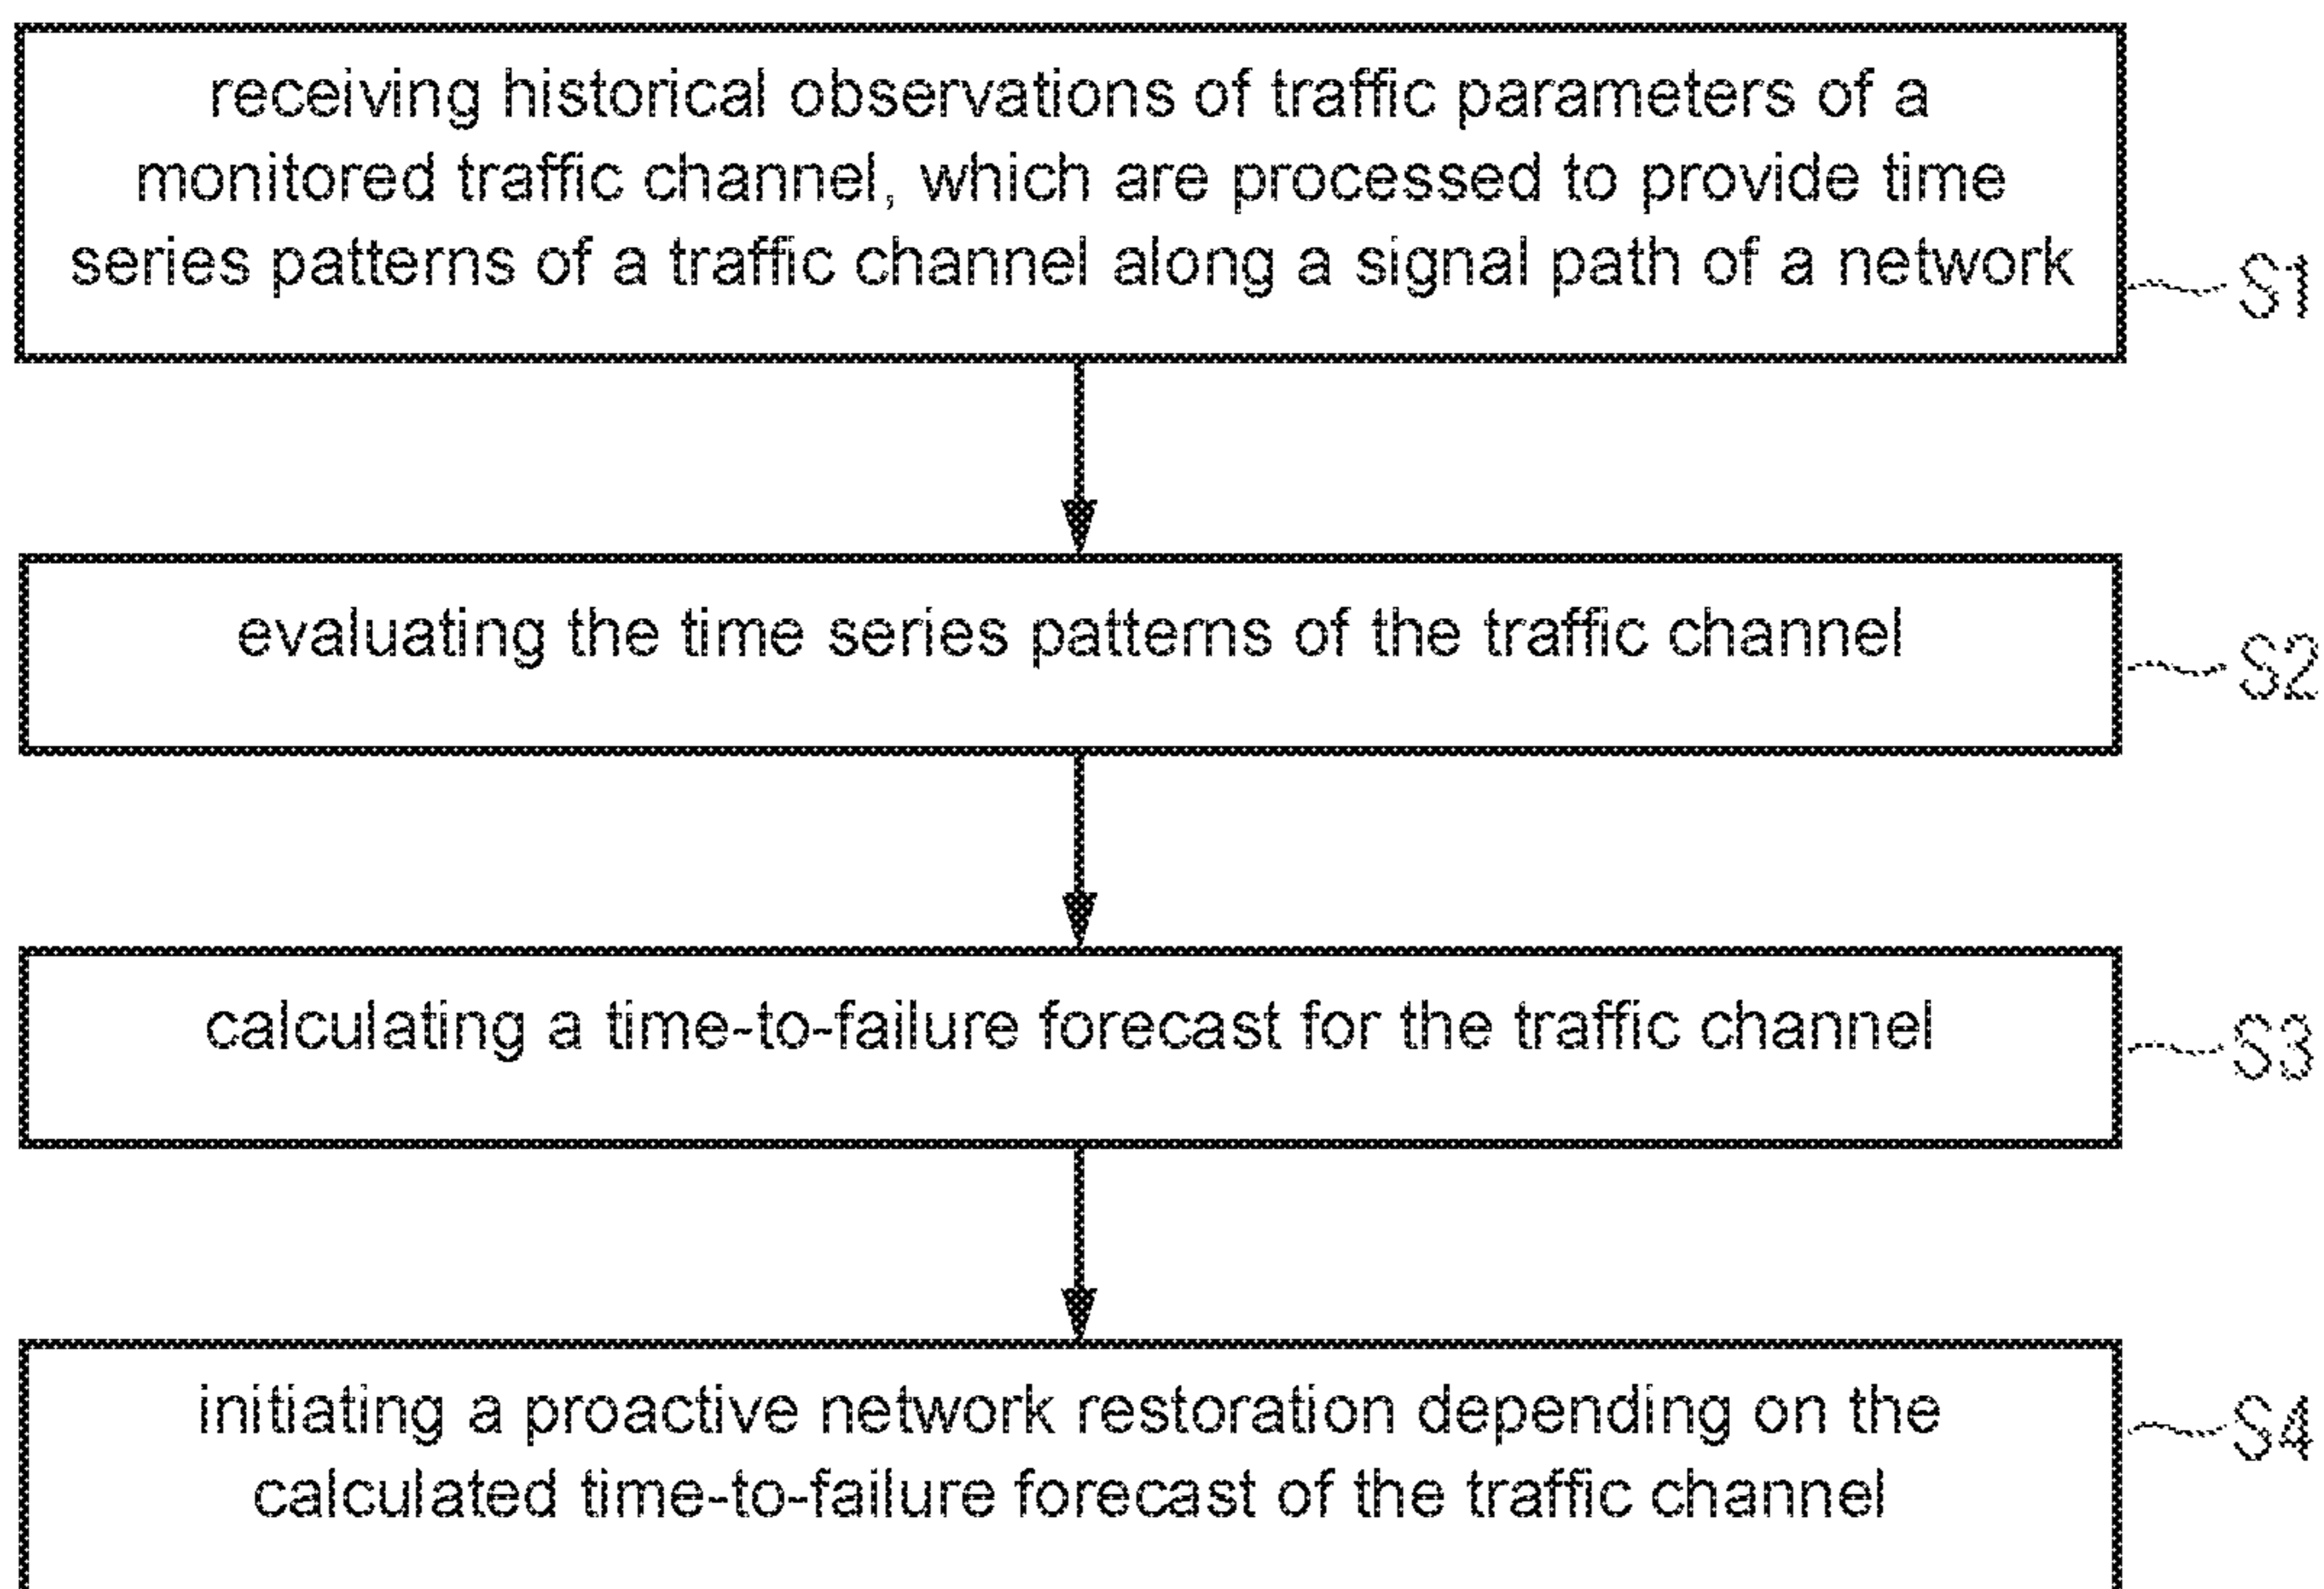 receiving historical observations of traffic parameters of a
monitored traffic channel, which are processed to provide time
series patterns of a traffic channel along a signal path of a network
S1
evaluating the time series patterns of the traffic channel
S2
calculating a time-to-failure forecast for the traffic channel
S3
initiating a proactive network restoration depending on the
S4
calculated time-to-failure forecast of the traffic channel